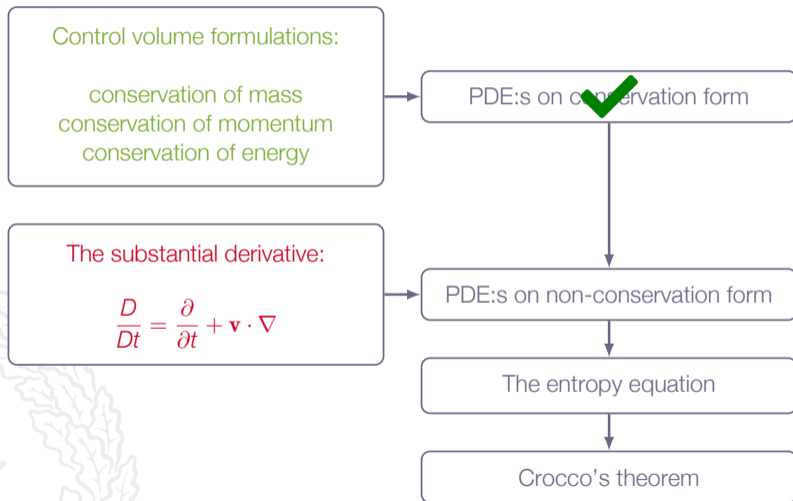 Control volume formulations:
conservation of mass
conservation of momentum
conservation of energy
PDE:s on conservation form
The substantial derivative:
D/Dt = ∂/∂t + v · ∇
PDE:s on non-conservation form
The entropy equation
Crocco's theorem